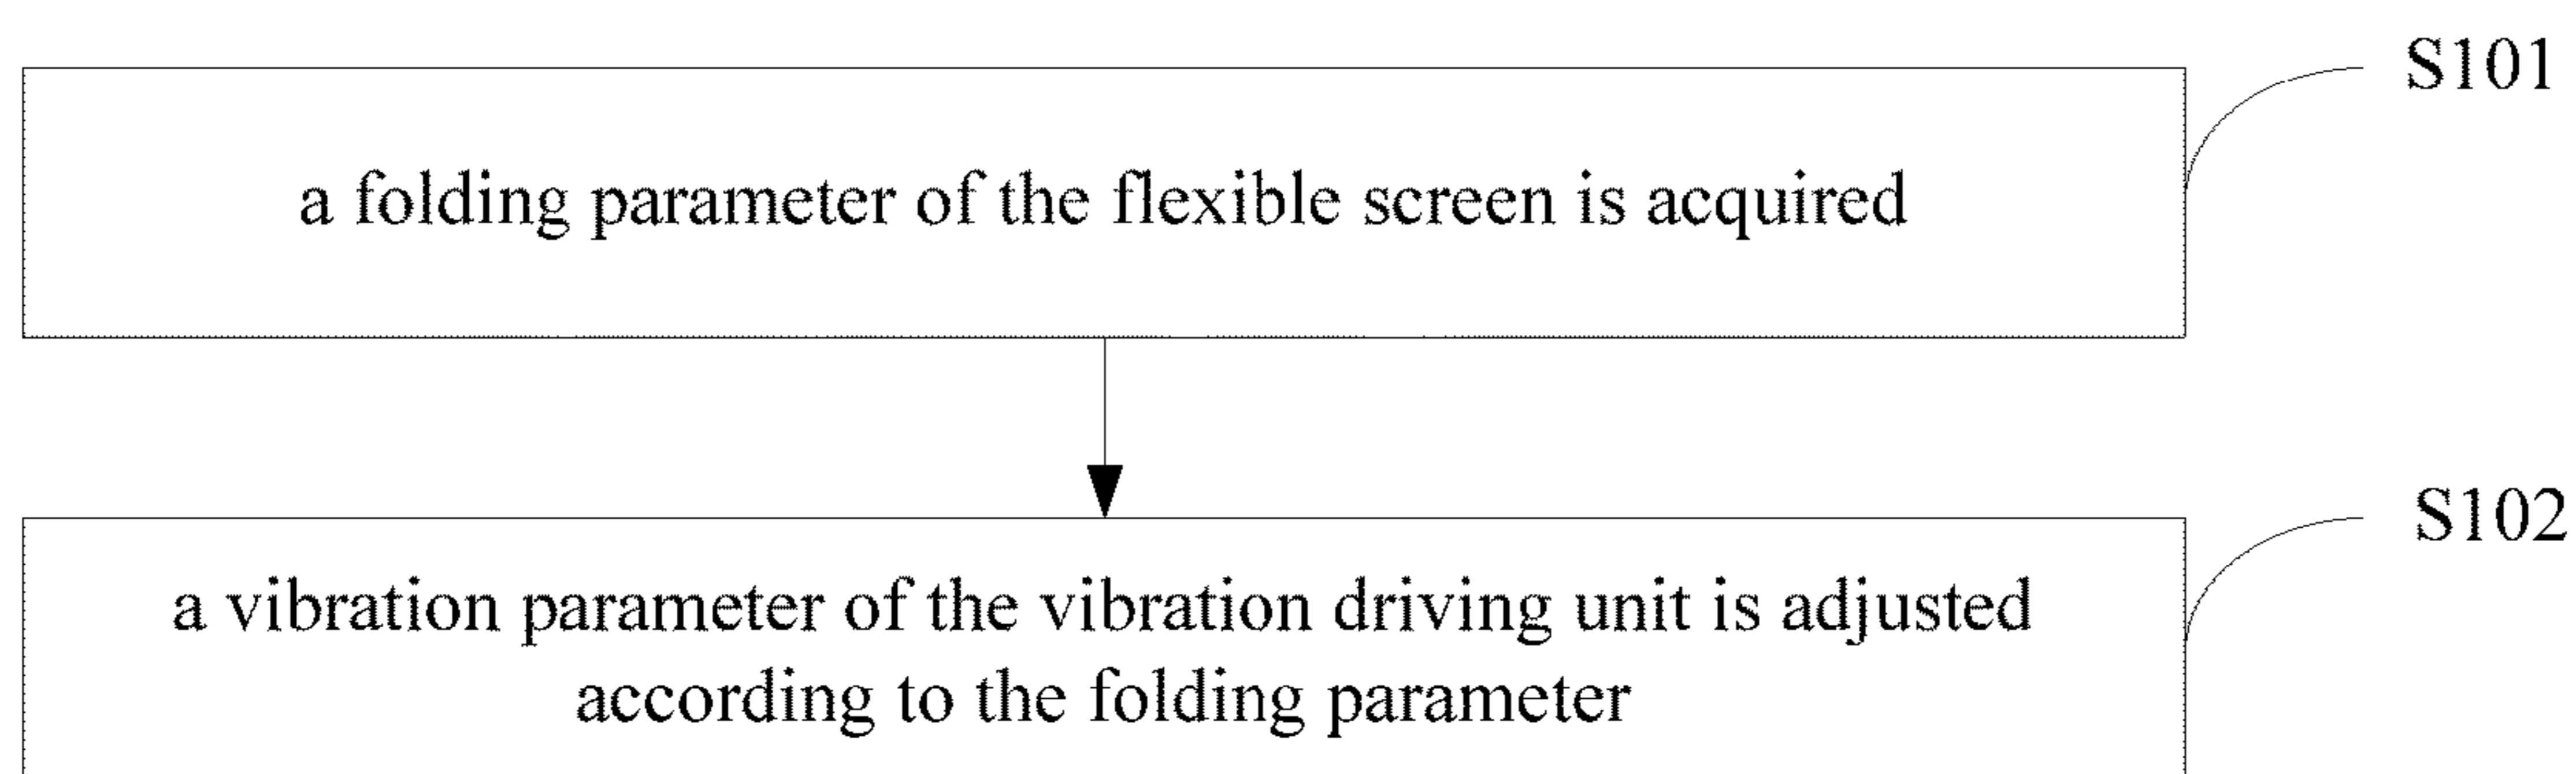 S101
a folding parameter of the flexible screen is acquired
S102
a vibration parameter of the vibration driving unit is adjusted
according to the folding parameter